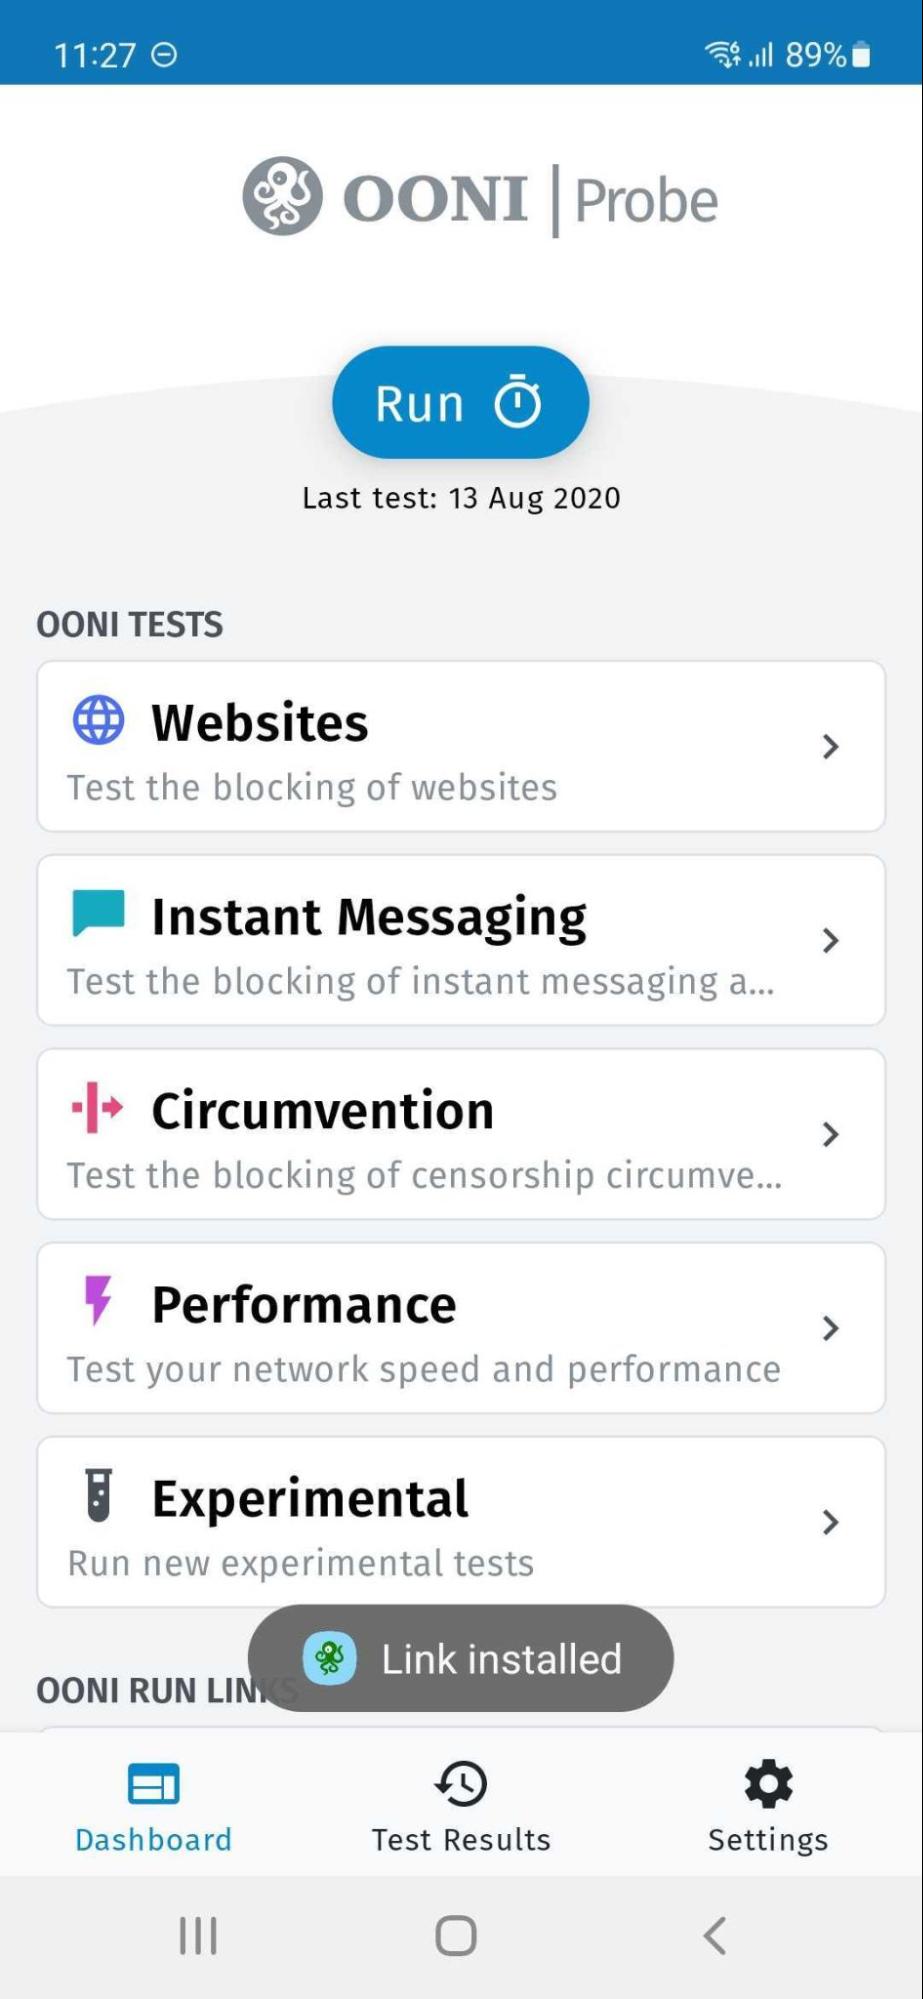 11:27
89%
OONI | Probe
Run
Last test: 13 Aug 2020
OONI TESTS
Websites
Test the blocking of websites
Instant Messaging
Test the blocking of instant messaging a...
Circumvention
Test the blocking of censorship circumve...
Performance
Test your network speed and performance
Experimental
Run new experimental tests
Link installed
OONI RUN LINKS
Dashboard
Test Results
Settings